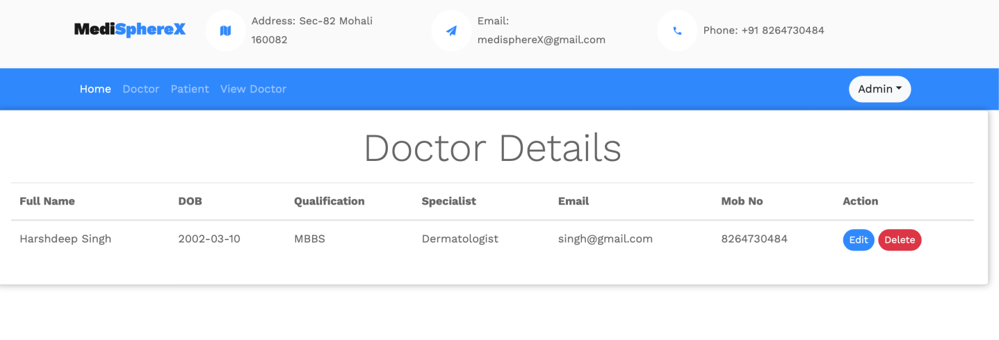 MediSphereX
Address: Sec-82 Mohali
160082
Email:
medisphereX@gmail.com
Phone: +91 8264730484
Home Doctor Patient View Doctor Admin
Doctor Details
Full Name DOB Qualification Specialist Email Mob No Action
Harshdeep Singh 2002-03-10 MBBS Dermatologist singh@gmail.com 8264730484 Edit Delete